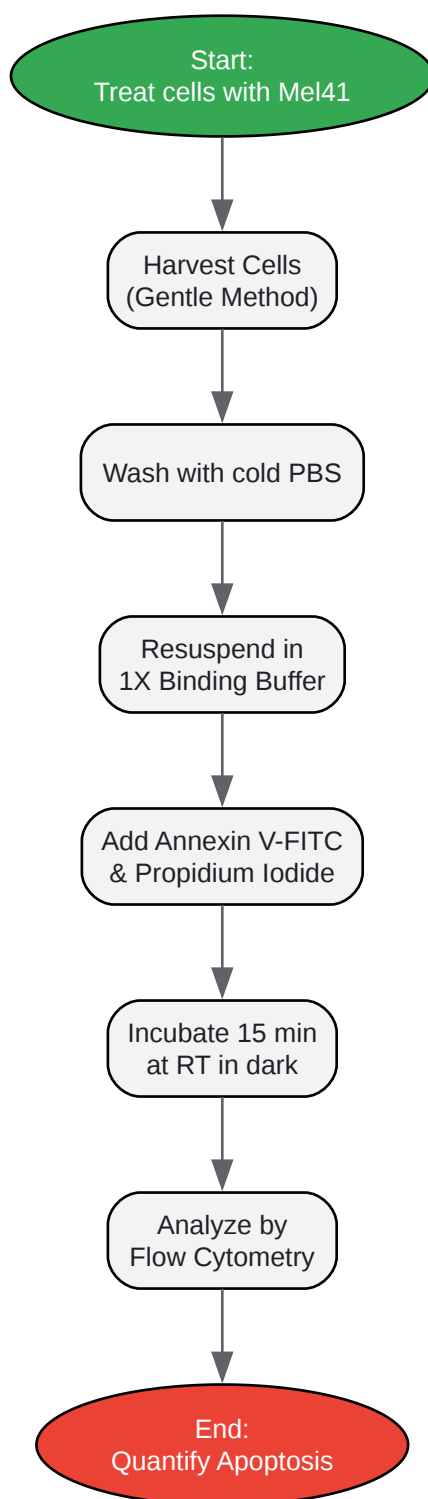 Start:
Treat cells with Mel41
Harvest Cells
(Gentle Method)
Wash with cold PBS
Resuspend in
1X Binding Buffer
Add Annexin V-FITC
& Propidium Iodide
Incubate 15 min
at RT in dark
Analyze by
Flow Cytometry
End:
Quantify Apoptosis